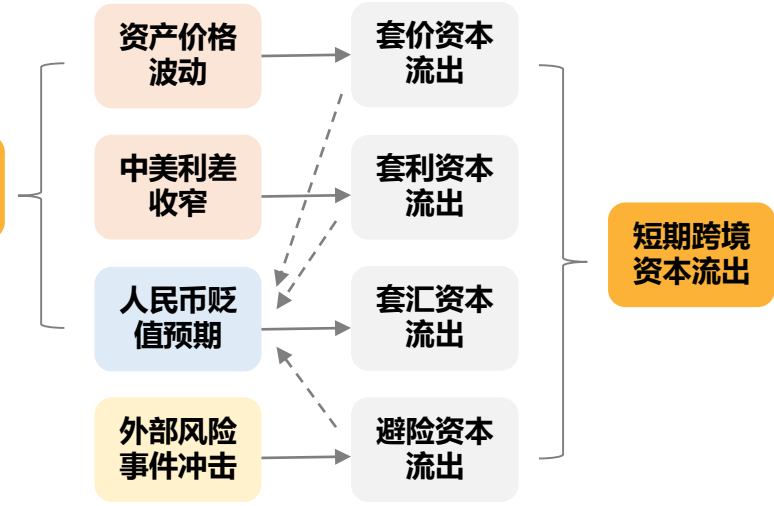 资产价格
波动
套价资本
流出
中美利差
收窄
套利资本
流出
人民币贬
值预期
套汇资本
流出
外部风险
事件冲击
避险资本
流出
短期跨境
资本流出